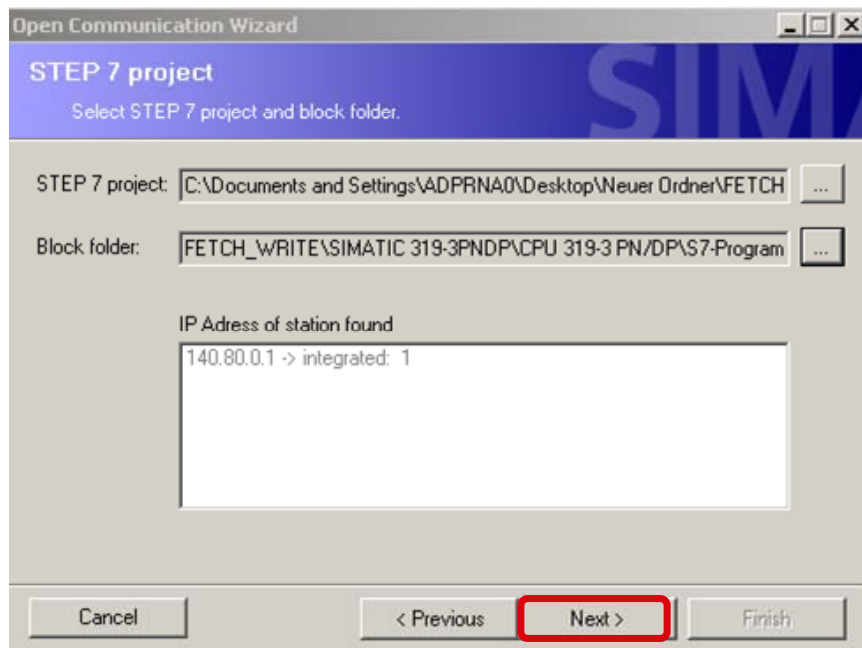 Open Communication Wizard
STEP 7 project
Select STEP 7 project and block folder.
SIMA
STEP 7 project: C:\Documents and Settings\ADPRNA0\Desktop\Neuer Ordner\FETCH ...
Block folder: FETCH_WRITE\SIMATIC 319-3PNDP\CPU 319-3 PN/DP\S7-Program ...
IP Adress of station found
140.80.0.1 -> integrated: 1
Cancel < Previous Next > Finish